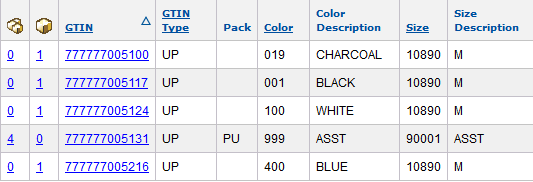 GTIN GTIN Type Pack Color Color Description Size Size Description
0 1 777777005100 UP 019 CHARCOAL 10890 M
0 1 777777005117 UP 001 BLACK 10890 M
0 1 777777005124 UP 100 WHITE 10890 M
4 0 777777005131 UP PU 999 ASST 90001 ASST
0 1 777777005216 UP 400 BLUE 10890 M